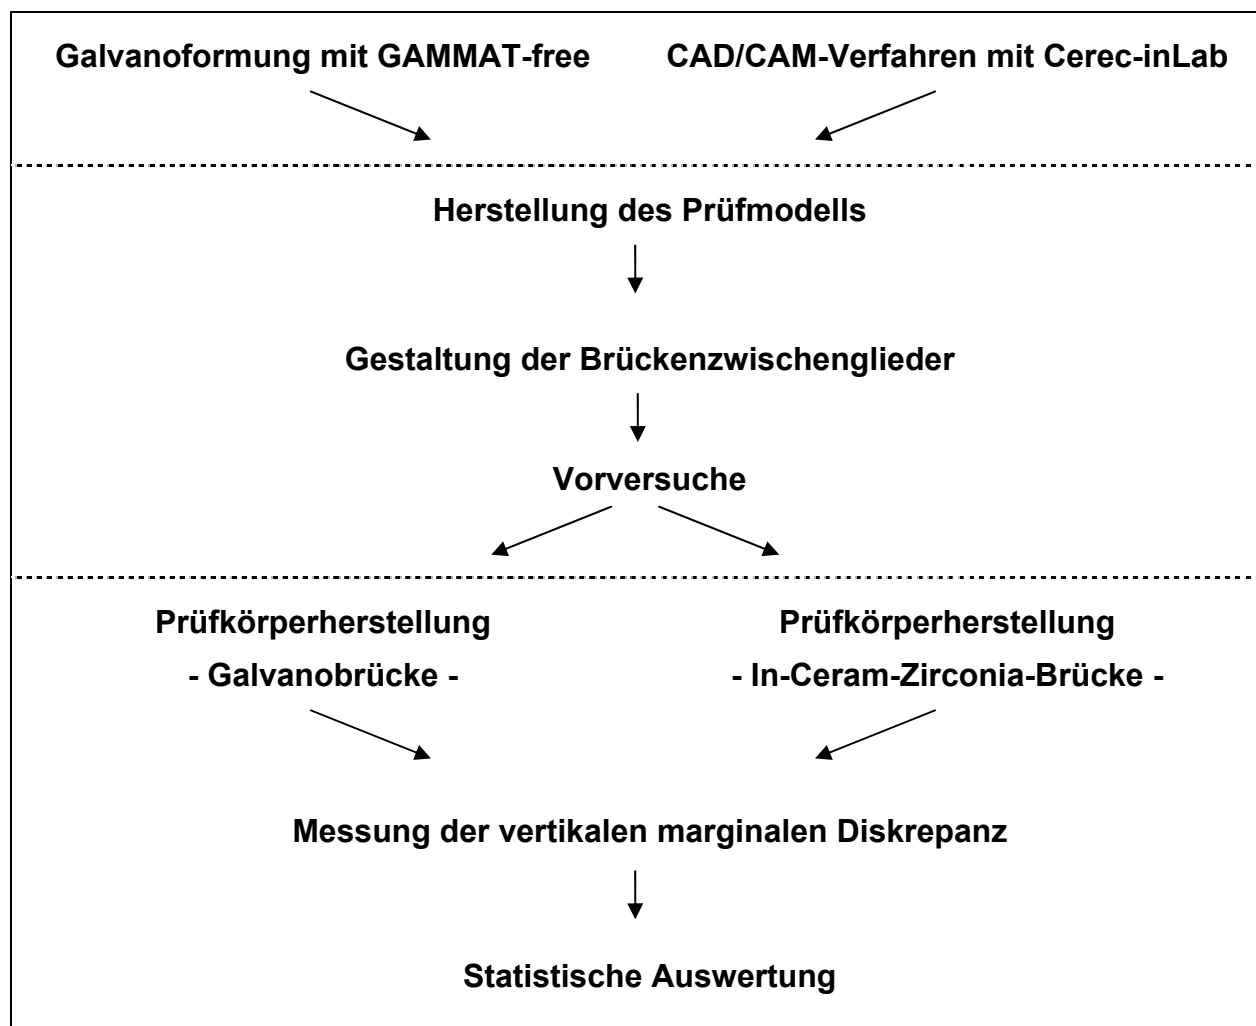 Galvanoformung mit GAMMAT-free
CAD/CAM-Verfahren mit Cerec-inLab
Herstellung des Prüfmodells
Gestaltung der Brückenzwischenglieder
Vorversuche
Prüfkörperherstellung
- Galvanobrücke -
Prüfkörperherstellung
- In-Ceram-Zirconia-Brücke -
Messung der vertikalen marginalen Diskrepanz
Statistische Auswertung